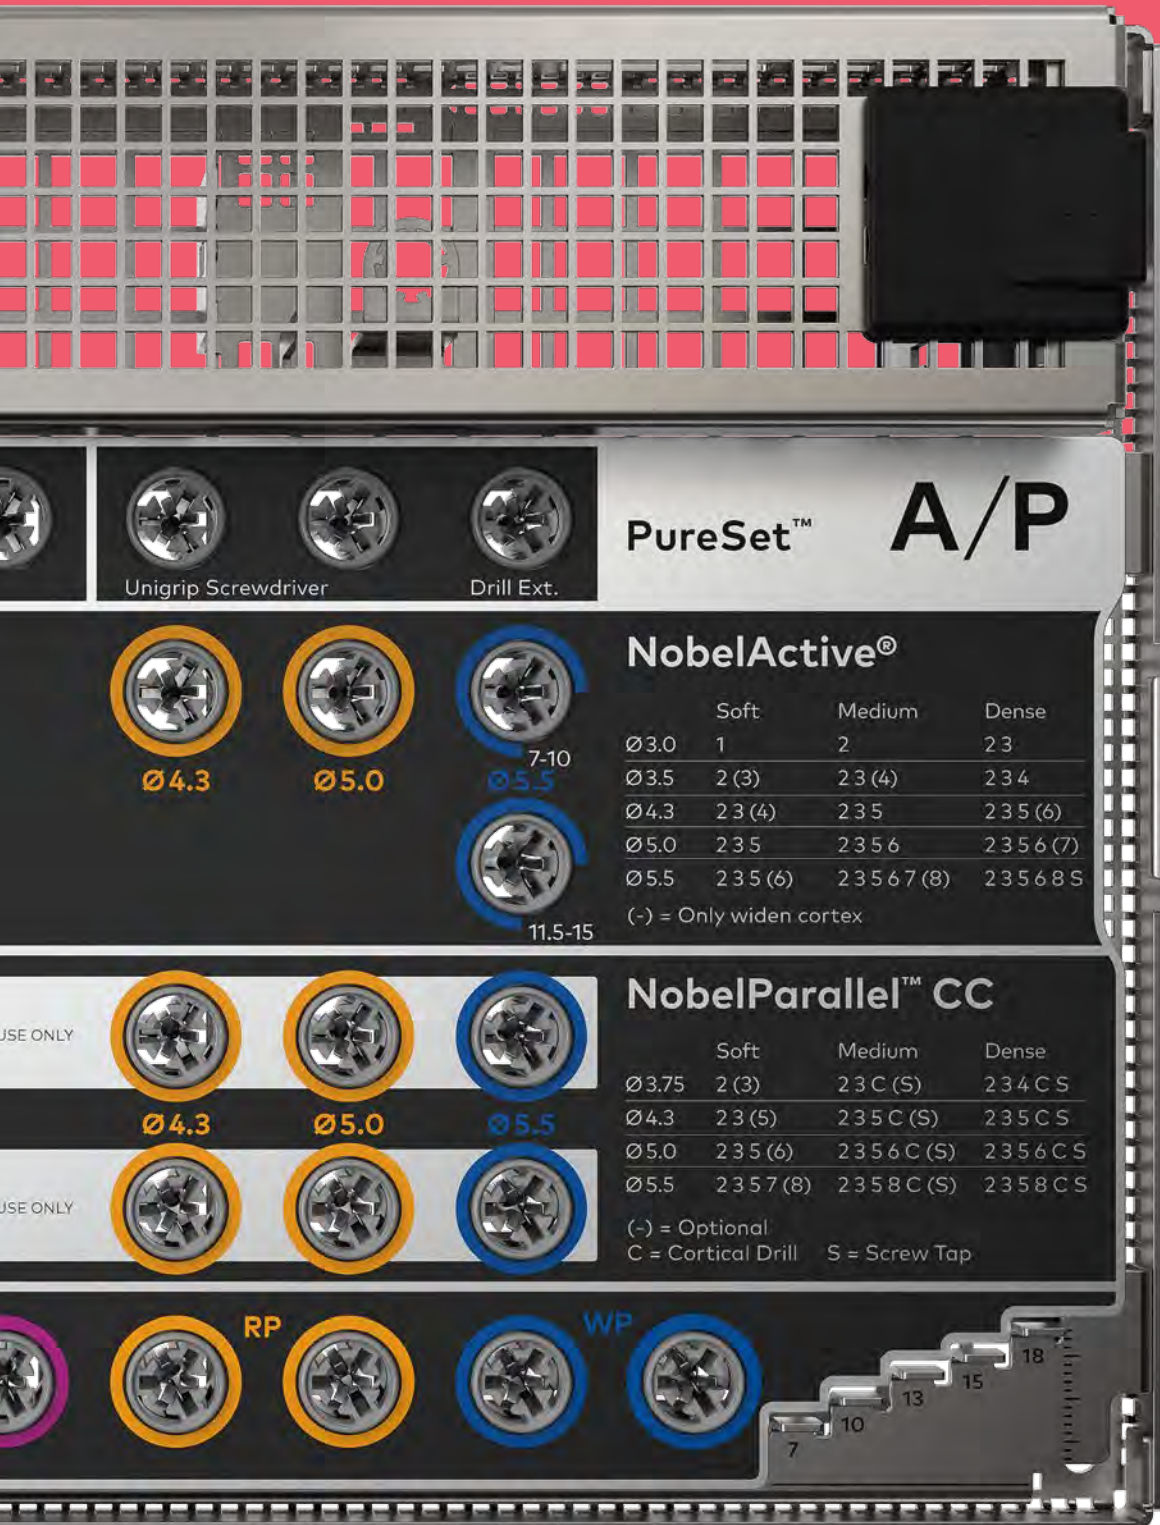 PureSet™ A/P
Unigrip Screwdriver Drill Ext.
NobelActive®
Soft Medium Dense
Ø3.0 1 2 2 3
Ø3.5 2 (3) 2 3 (4) 2 3 4
Ø4.3 2 3 (4) 2 3 5 2 3 5 (6)
Ø5.0 2 3 5 2 3 5 6 2 3 5 6 (7)
Ø5.5 2 3 5 (6) 2 3 5 6 7 (8) 2 3 5 6 8 S
(-) = Only widen cortex
7-10
Ø4.3 Ø5.0 Ø5.5
11.5-15
NobelParallel™ CC
Soft Medium Dense
Ø3.75 2 (3) 2 3 C (S) 2 3 4 C S
Ø4.3 2 3 (5) 2 3 5 C (S) 2 3 5 C S
Ø5.0 2 3 5 (6) 2 3 5 6 C (S) 2 3 5 6 C S
Ø5.5 2 3 5 7 (8) 2 3 5 8 C (S) 2 3 5 8 C S
(-) = Optional
C = Cortical Drill S = Screw Tap
USE ONLY
Ø4.3 Ø5.0 Ø5.5
USE ONLY
RP WP
7 10 13 15 18